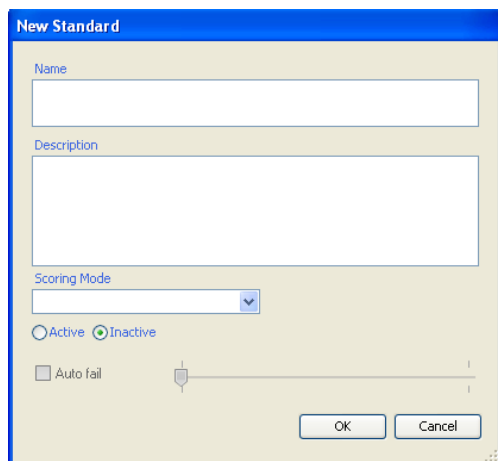 New Standard
Name
Description
Scoring Mode
Active Inactive
Auto fail
OK Cancel